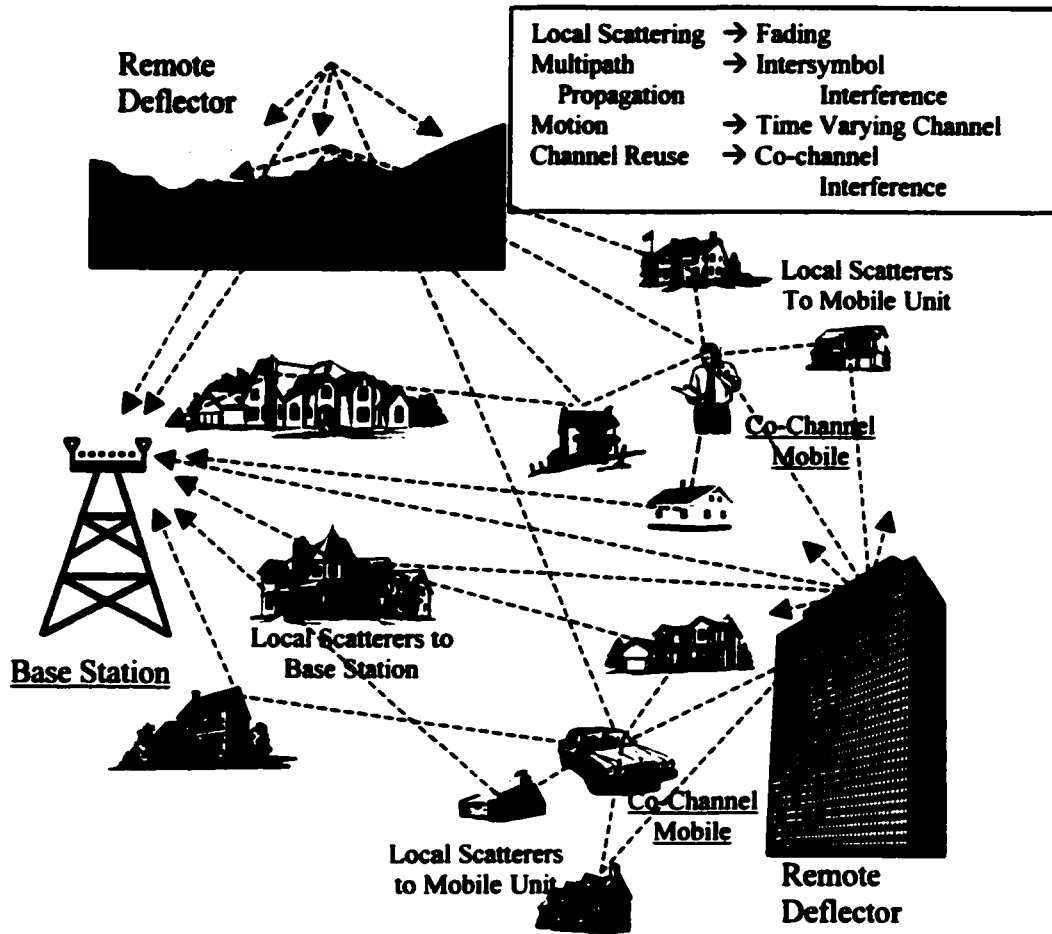 Remote
Deflector
Local Scattering → Fading
Multipath → Intersymbol
Propagation Interference
Motion → Time Varying Channel
Channel Reuse → Co-channel
Interference
Local Scatterers
To Mobile Unit
Co-Channel
Mobile
Local Scatterers to
Base Station
Base Station
Co-Channel
Mobile
Local Scatterers
to Mobile Unit
Remote
Deflector